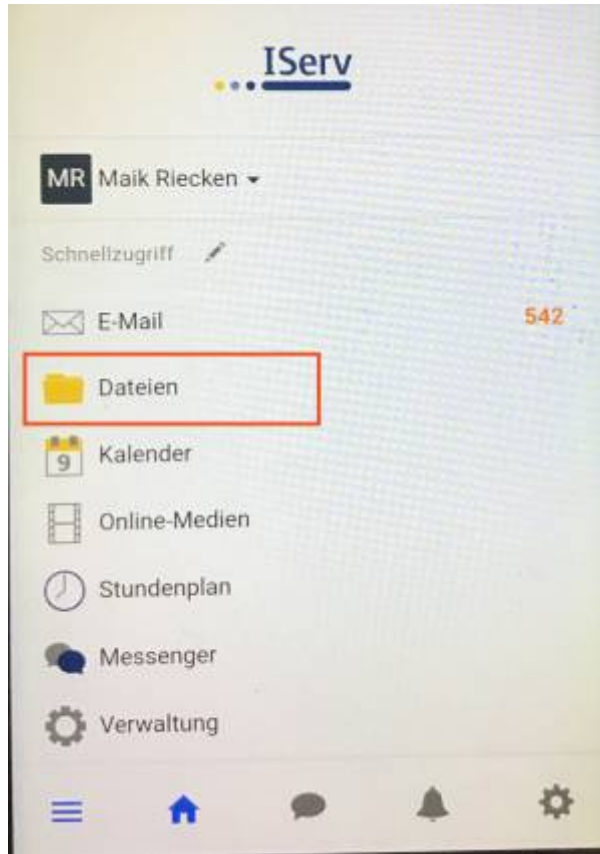 IServ
MR Maik Riecken
Schnellzugriff
E-Mail 542
Dateien
9 Kalender
Online-Medien
Stundenplan
Messenger
Verwaltung